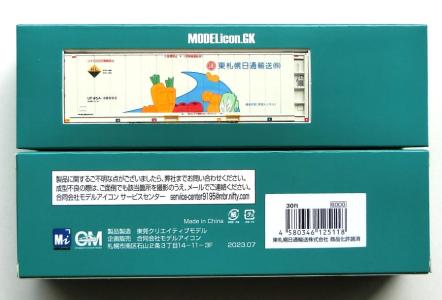 MODELicon.GK
東札幌日通輸送㈱
製品に関するご不明な点がございましたら、弊社までお問い合わせください。
成型不良の際は、ご面倒でも該当箇所を撮影のうえ、メールでご連絡ください。
合同会社モデルアイコン サービスセンター service-center9195@nbr.nifty.com
Made in China
30ft
6000
4 580346 125118
東札幌日通輸送株式会社 商品化許諾済
Mi
GM
製品製造 東質クリエイティブモデル
企画販売 合同会社モデルアイコン
札幌市南区石山2条3丁目14-11-3F
2023.07